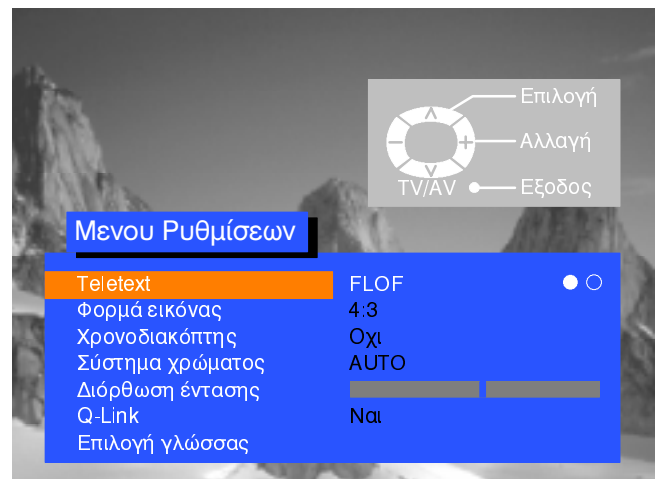 Επιλογή
Αλλαγή
TV/AV Εξοδος
Μενου Ρυθμίσεων
Teletext FLOF
Φορμά εικόνας 4:3
Χρονοδιακόπτης Οχι
Σύστημα χρώματος AUTO
Διόρθωση έντασης
Q-Link Ναι
Επιλογή γλώσσας